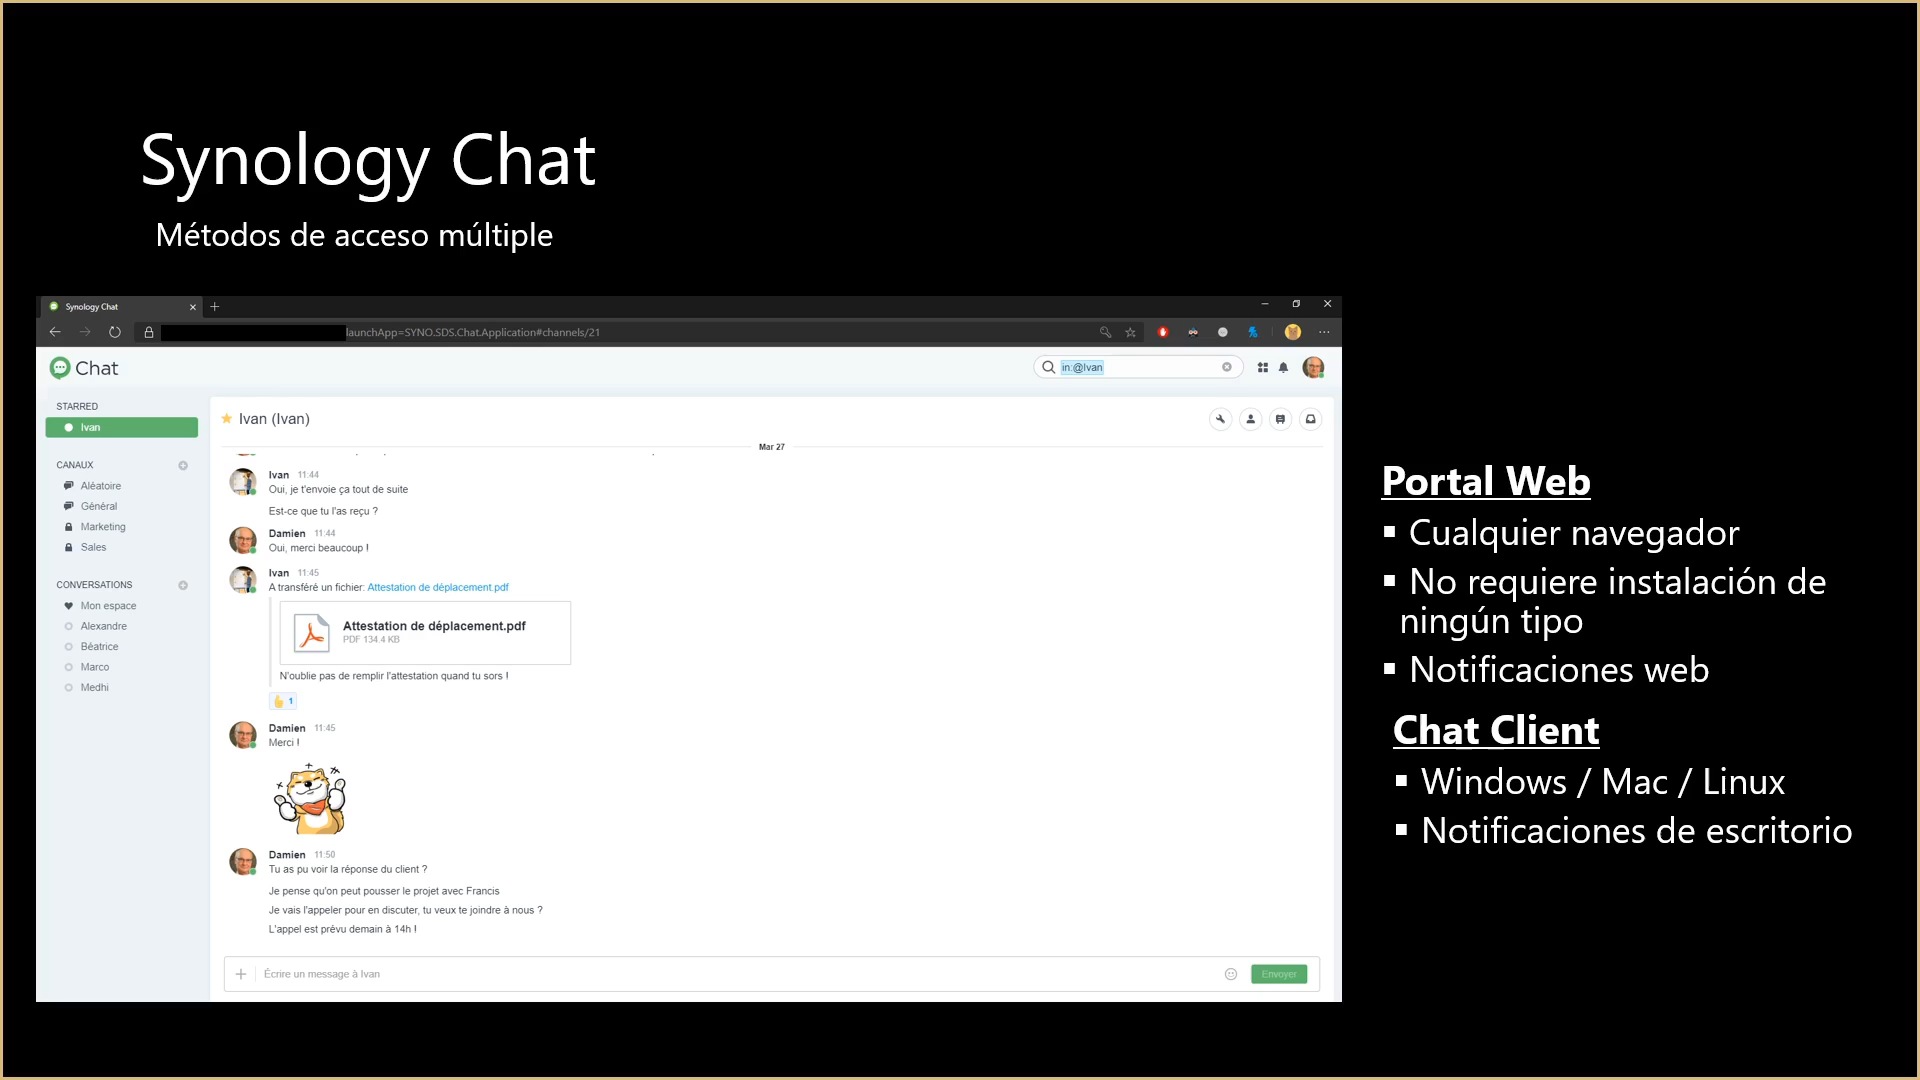 Synology Chat
Métodos de acceso múltiple
Synology Chat
launchApp=SYNO.SDS.Chat.Application#channels/21
Chat
in:@Ivan
STARRED
Ivan
CANAUX
Aléatoire
Général
Marketing
Sales
CONVERSATIONS
Mon espace
Alexandre
Béatrice
Marco
Medhi
Ivan (Ivan)
Mar 27
Ivan 11:44
Oui, je t'envoie ça tout de suite
Est-ce que tu l'as reçu ?
Damien 11:44
Oui, merci beaucoup !
Ivan 11:45
A transféré un fichier: Attestation de déplacement.pdf
Attestation de déplacement.pdf
PDF 134.4 KB
N'oublie pas de remplir l'attestation quand tu sors !
1
Damien 11:45
Merci !
Damien 11:50
Tu as pu voir la réponse du client ?
Je pense qu'on peut pousser le projet avec Francis
Je vais l'appeler pour en discuter, tu veux te joindre à nous ?
L'appel est prévu demain à 14h !
Écrire un message à Ivan
Envoyer
Portal Web
▪ Cualquier navegador
▪ No requiere instalación de
ningún tipo
▪ Notificaciones web
Chat Client
▪ Windows / Mac / Linux
▪ Notificaciones de escritorio